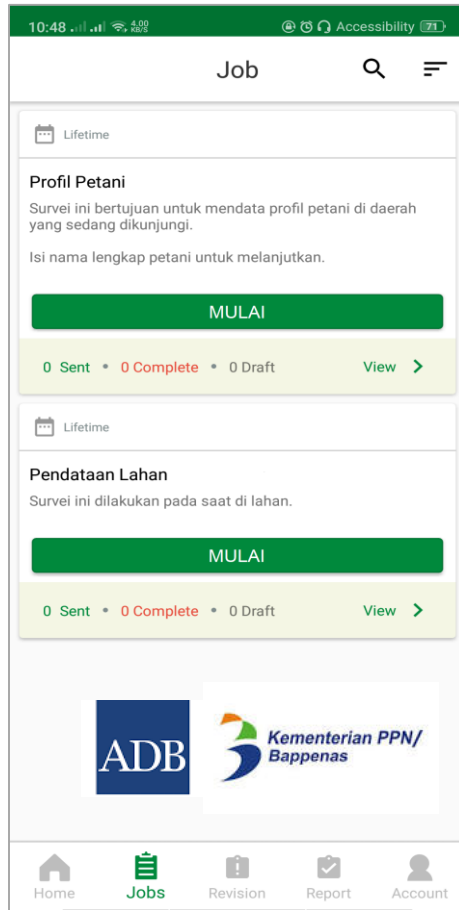 10:48 4,00 KB/S Accessibility 71
Job
Lifetime
Profil Petani
Survei ini bertujuan untuk mendata profil petani di daerah
yang sedang dikunjungi.
Isi nama lengkap petani untuk melanjutkan.
MULAI
0 Sent • 0 Complete • 0 Draft View
Lifetime
Pendataan Lahan
Survei ini dilakukan pada saat di lahan.
MULAI
0 Sent • 0 Complete • 0 Draft View
ADB
Kementerian PPN/
Bappenas
Home Jobs Revision Report Account